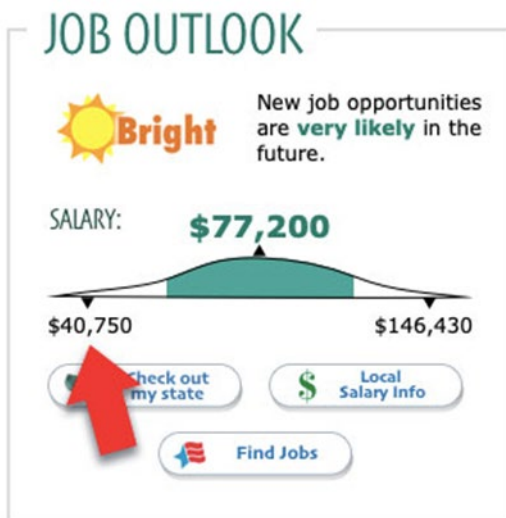 JOB OUTLOOK
Bright
New job opportunities
are very likely in the
future.
SALARY:
$77,200
$40,750
$146,430
Check out
my state
Local
Salary Info
$
Find Jobs